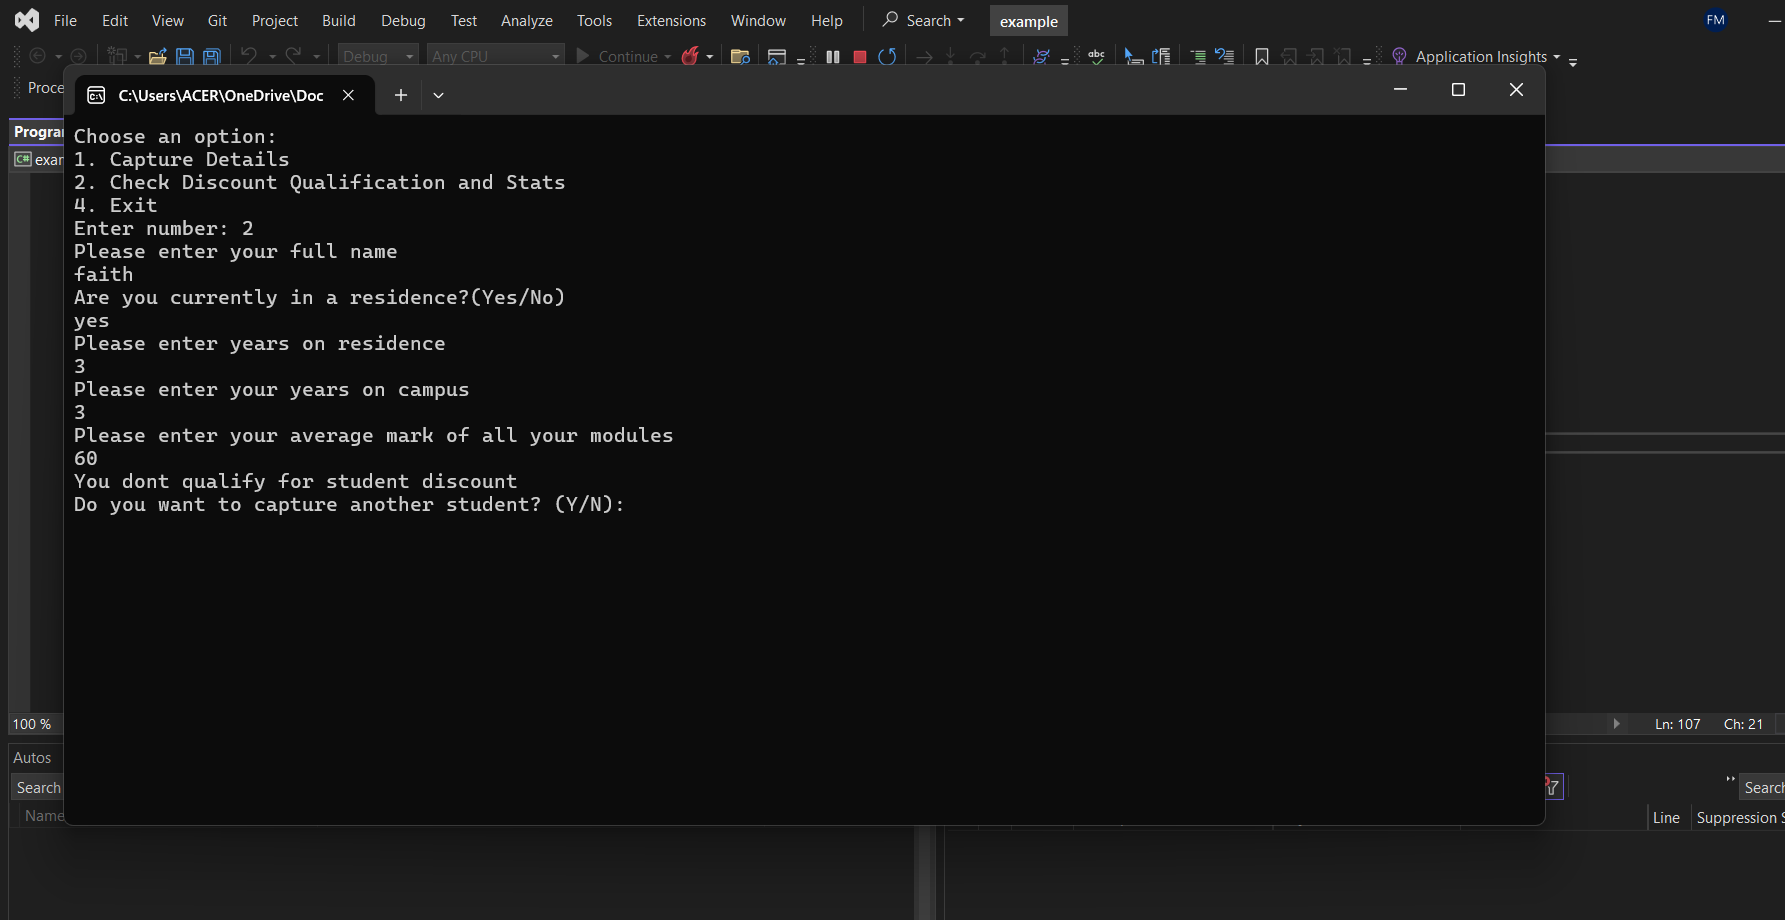 File Edit View Git Project Build Debug Test Analyze Tools Extensions Window Help Search example FM
Debug Any CPU Continue abc Application Insights
Proce
C:\Users\ACER\OneDrive\Doc
Progra
C# exar
Choose an option:
1. Capture Details
2. Check Discount Qualification and Stats
4. Exit
Enter number: 2
Please enter your full name
faith
Are you currently in a residence?(Yes/No)
yes
Please enter years on residence
3
Please enter your years on campus
3
Please enter your average mark of all your modules
60
You dont qualify for student discount
Do you want to capture another student? (Y/N):
100 % Ln: 107 Ch: 21
Autos
Search Search
Name Line Suppression S